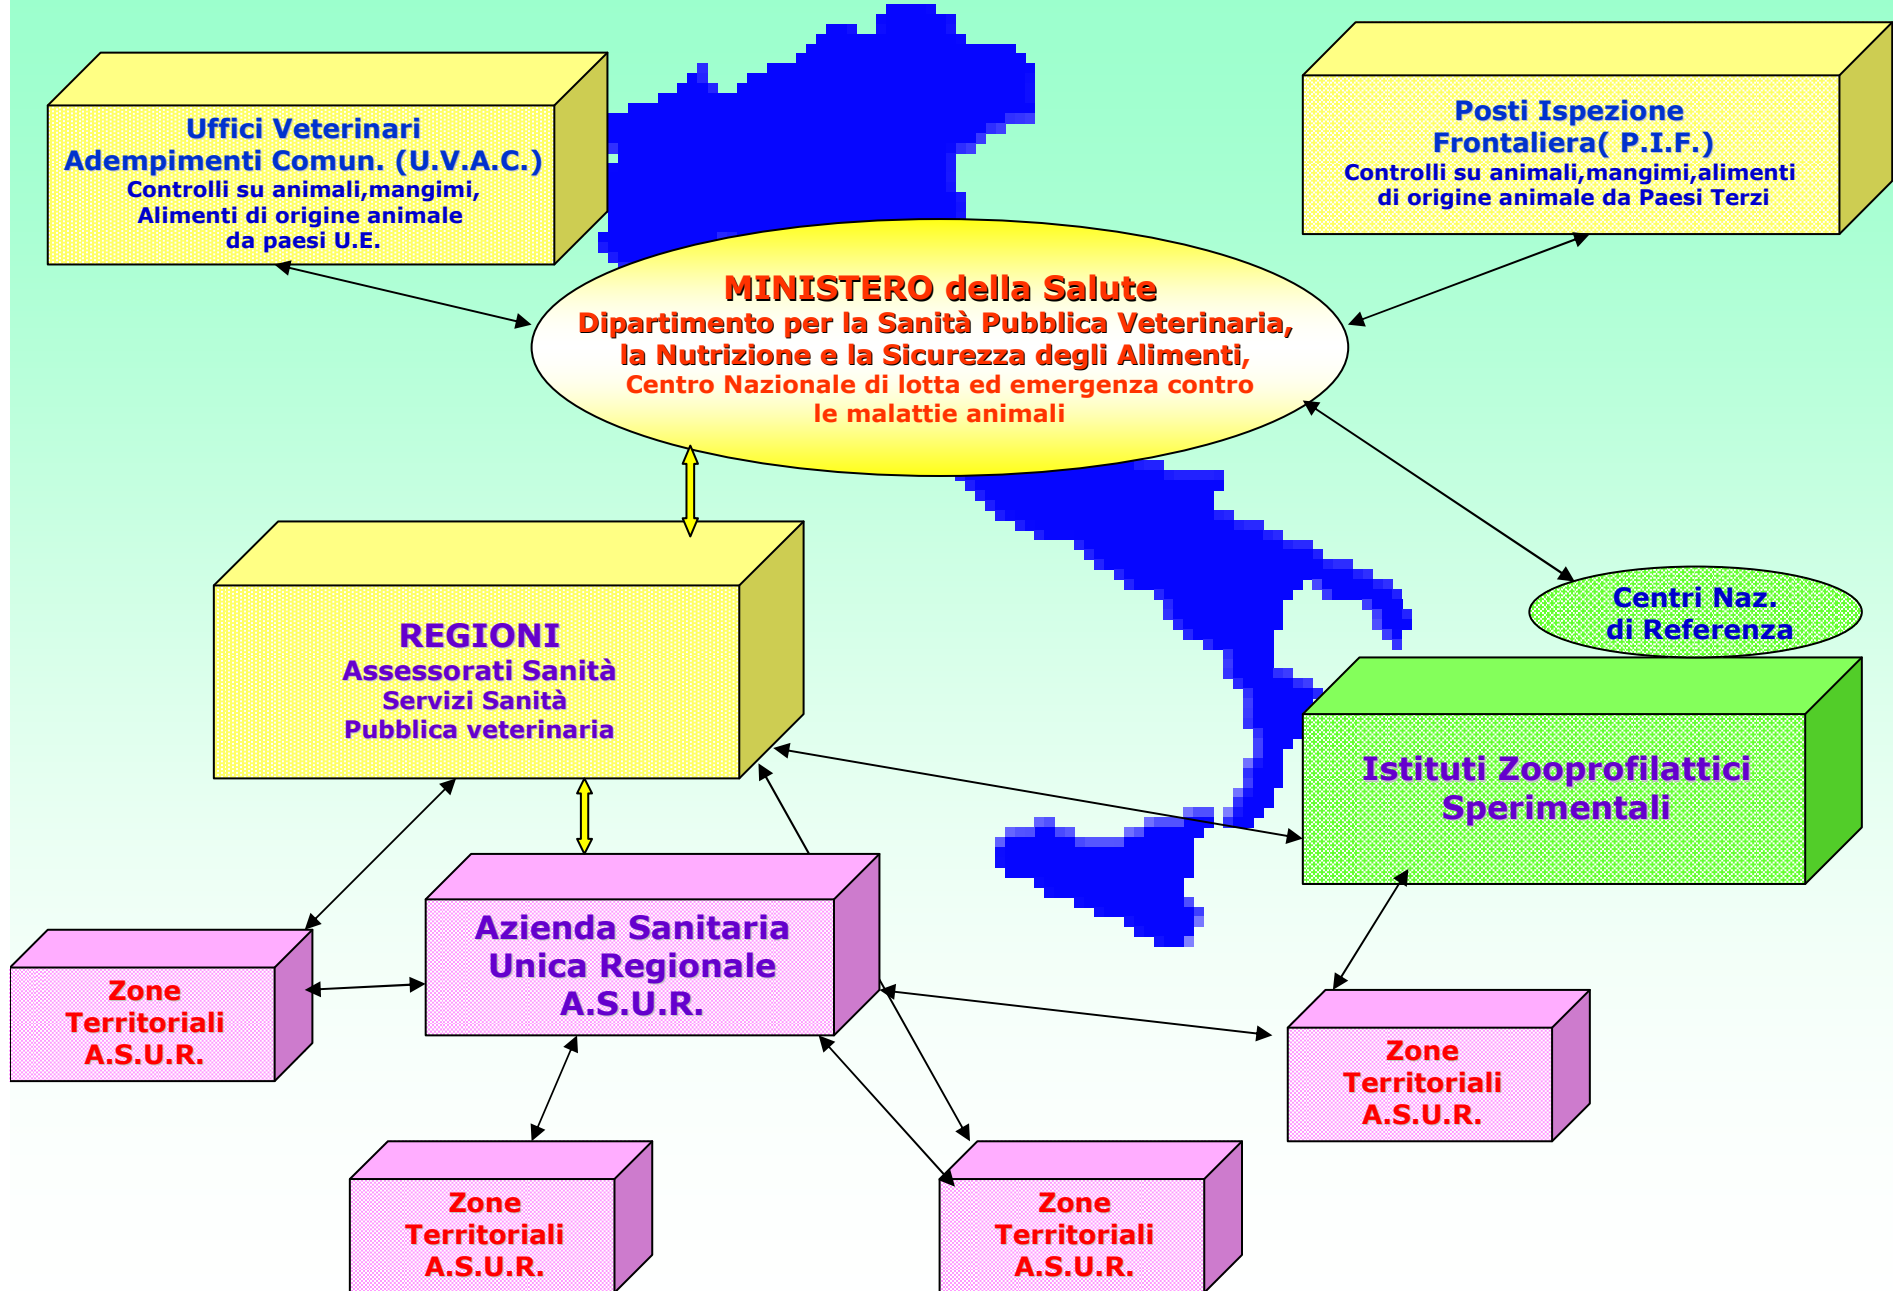 Uffici Veterinari
Adempimenti Comun. (U.V.A.C.)
Controlli su animali,mangimi,
Alimenti di origine animale
da paesi U.E.
Posti Ispezione
Frontaliera( P.I.F.)
Controlli su animali,mangimi,alimenti
di origine animale da Paesi Terzi
MINISTERO della Salute
Dipartimento per la Sanità Pubblica Veterinaria,
la Nutrizione e la Sicurezza degli Alimenti,
Centro Nazionale di lotta ed emergenza contro
le malattie animali
Centri Naz.
di Referenza
REGIONI
Assessorati Sanità
Servizi Sanità
Pubblica veterinaria
Istituti Zooprofilattici
Sperimentali
Azienda Sanitaria
Unica Regionale
A.S.U.R.
Zone
Territoriali
A.S.U.R.
Zone
Territoriali
A.S.U.R.
Zone
Territoriali
A.S.U.R.
Zone
Territoriali
A.S.U.R.